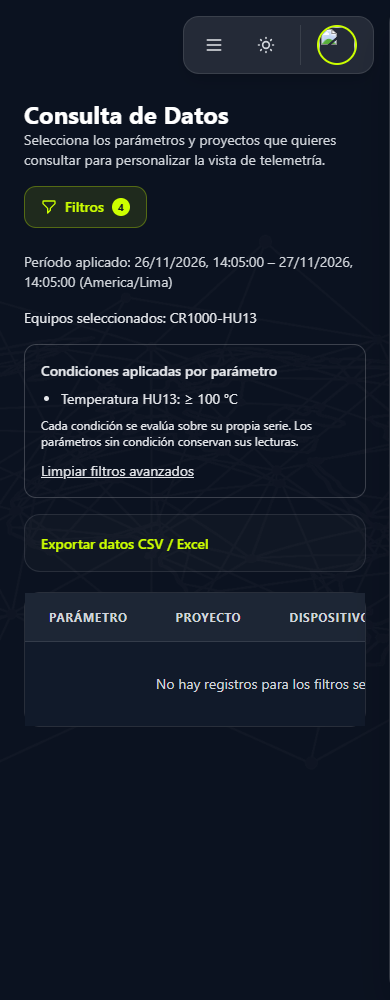 Consulta de Datos
Selecciona los parámetros y proyectos que quieres
consultar para personalizar la vista de telemetría.
Filtros 4
Período aplicado: 26/11/2026, 14:05:00 – 27/11/2026,
14:05:00 (America/Lima)
Equipos seleccionados: CR1000-HU13
Condiciones aplicadas por parámetro
• Temperatura HU13: ≥ 100 °C
Cada condición se evalúa sobre su propia serie. Los
parámetros sin condición conservan sus lecturas.
Limpiar filtros avanzados
Exportar datos CSV / Excel
PARÁMETRO PROYECTO DISPOSITIVO
No hay registros para los filtros se